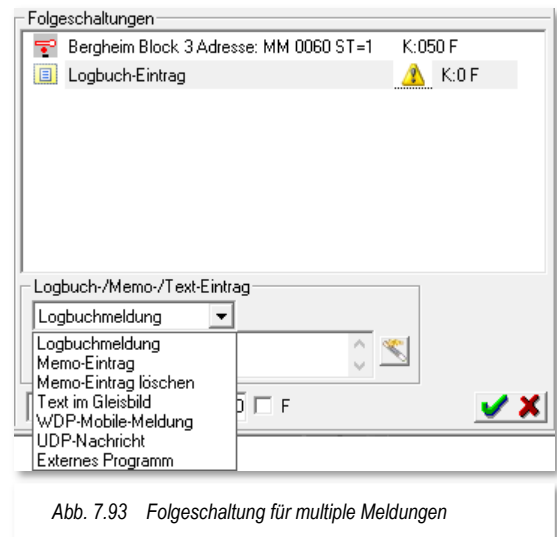 Folgeschaltungen
Bergheim Block 3 Adresse: MM 0060 ST=1 K:050 F
Logbuch-Eintrag K:0 F
Logbuch-/Memo-/Text-Eintrag
Logbuchmeldung
Logbuchmeldung
Memo-Eintrag
Memo-Eintrag löschen
Text im Gleisbild
WDP-Mobile-Meldung
UDP-Nachricht
Externes Programm
F
Abb. 7.93 Folgeschaltung für multiple Meldungen